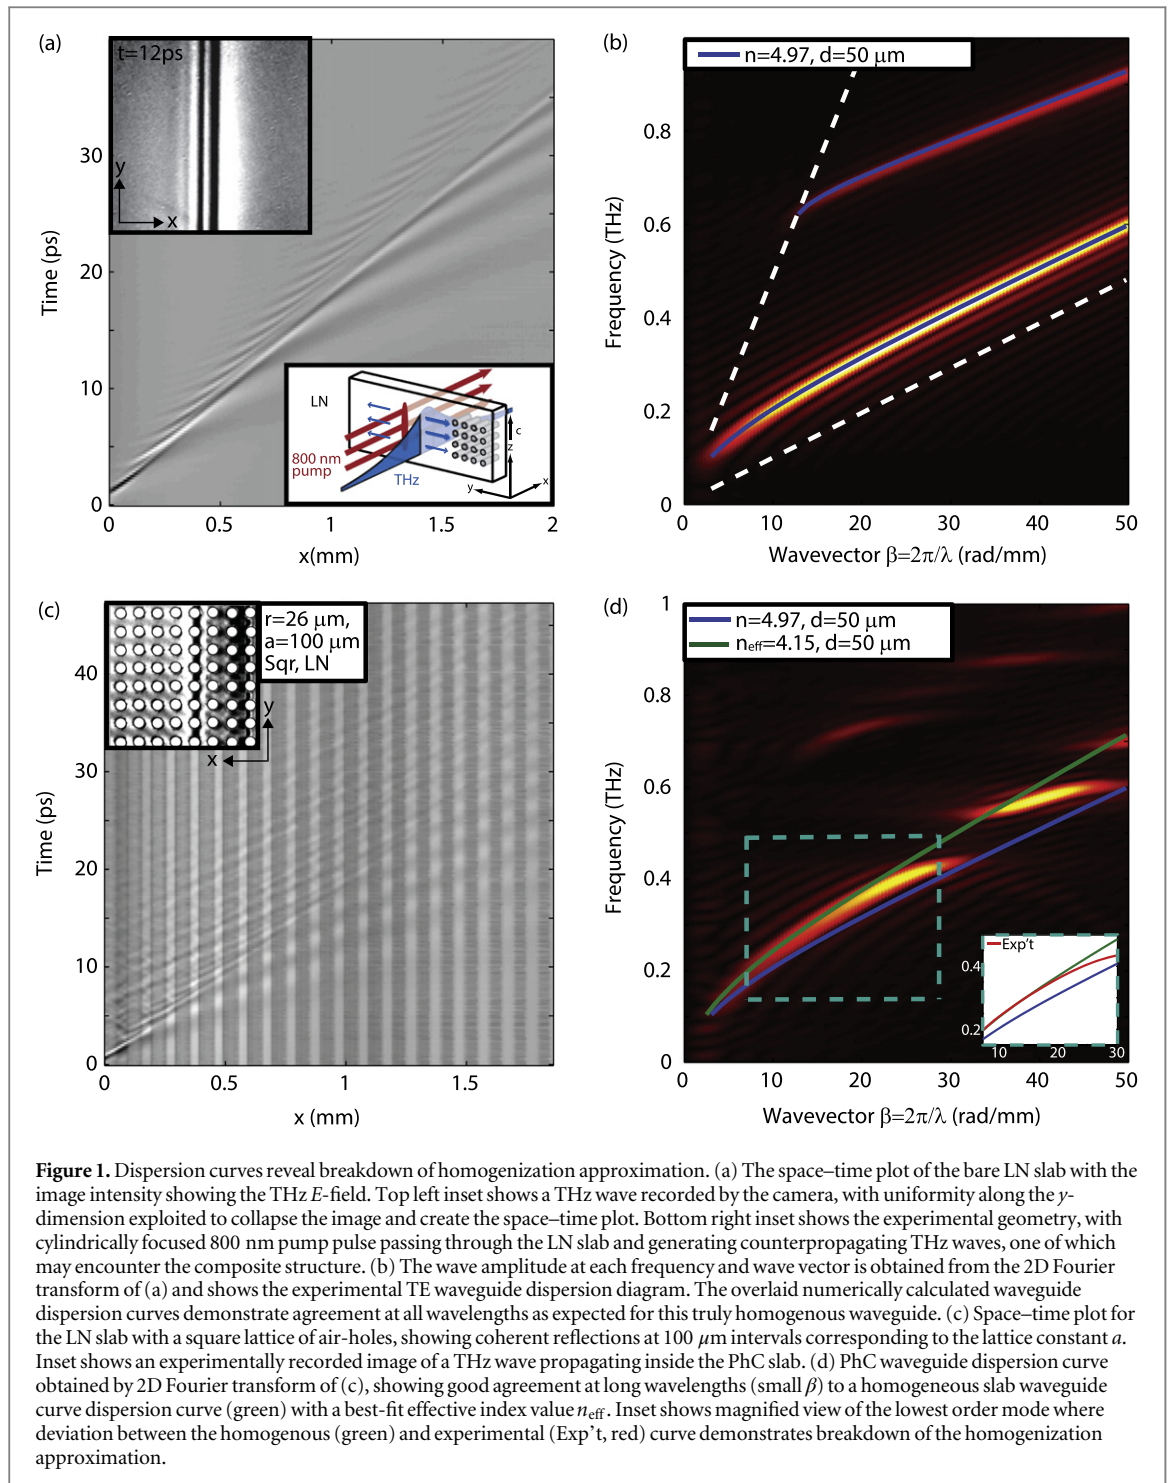 (a)
t=12ps
y
x
30
20
10
0
Time (ps)
LN
800 nm
pump
THz
c
z
y
x
0
0.5
1
1.5
2
x(mm)
(b)
n=4.97, d=50 μm
0.8
0.6
0.4
0.2
0
Frequency (THz)
0
10
20
30
40
50
Wavevector β=2π/λ (rad/mm)
(c)
r=26 μm,
a=100 μm
Sqr, LN
y
x
40
30
20
10
0
Time (ps)
0
0.5
1
1.5
x (mm)
(d)
n=4.97, d=50 μm
neff=4.15, d=50 μm
1
0.8
0.6
0.4
0.2
0
Frequency (THz)
Exp't
0.4
0.2
10
20
30
0
10
20
30
40
50
Wavevector β=2π/λ (rad/mm)
Figure 1. Dispersion curves reveal breakdown of homogenization approximation. (a) The space–time plot of the bare LN slab with the
image intensity showing the THz E-field. Top left inset shows a THz wave recorded by the camera, with uniformity along the y-
dimension exploited to collapse the image and create the space–time plot. Bottom right inset shows the experimental geometry, with
cylindrically focused 800 nm pump pulse passing through the LN slab and generating counterpropagating THz waves, one of which
may encounter the composite structure. (b) The wave amplitude at each frequency and wave vector is obtained from the 2D Fourier
transform of (a) and shows the experimental TE waveguide dispersion diagram. The overlaid numerically calculated waveguide
dispersion curves demonstrate agreement at all wavelengths as expected for this truly homogenous waveguide. (c) Space–time plot for
the LN slab with a square lattice of air-holes, showing coherent reflections at 100 μm intervals corresponding to the lattice constant a.
Inset shows an experimentally recorded image of a THz wave propagating inside the PhC slab. (d) PhC waveguide dispersion curve
obtained by 2D Fourier transform of (c), showing good agreement at long wavelengths (small β) to a homogeneous slab waveguide
curve dispersion curve (green) with a best-fit effective index value neff. Inset shows magnified view of the lowest order mode where
deviation between the homogenous (green) and experimental (Exp't, red) curve demonstrates breakdown of the homogenization
approximation.